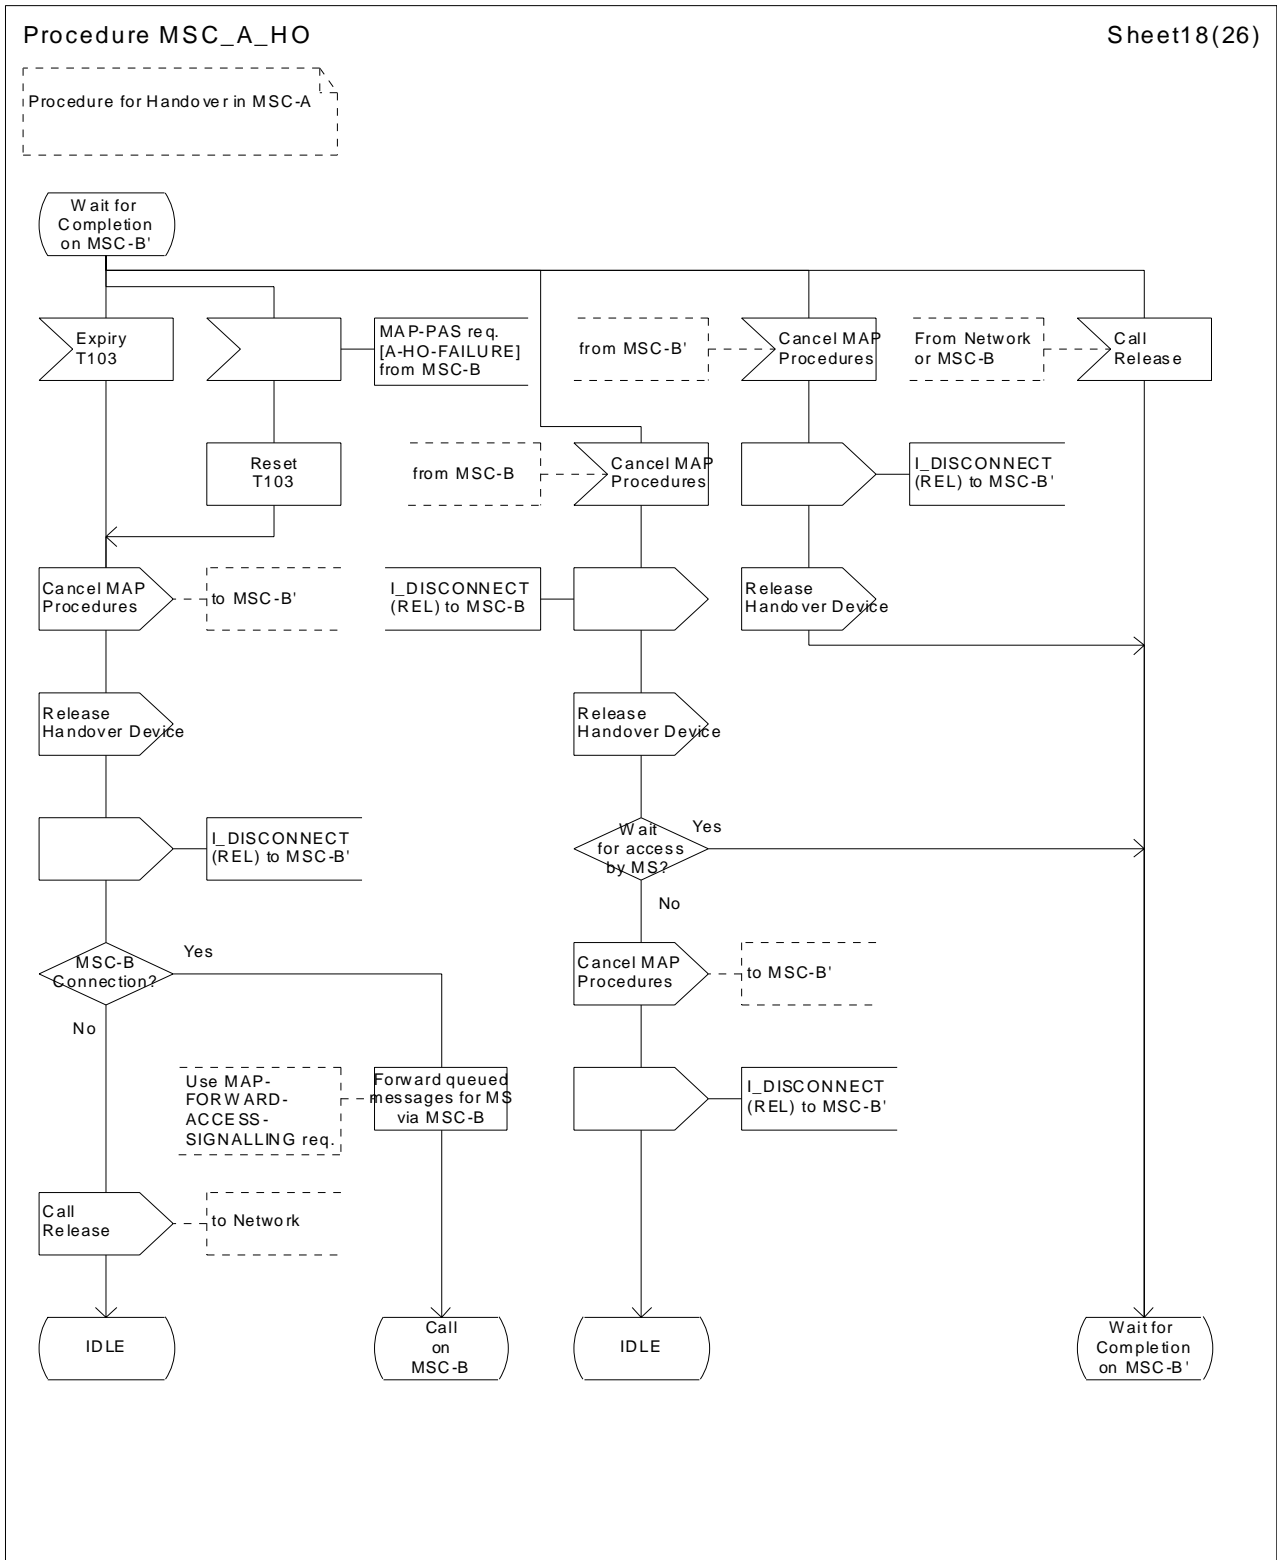 Procedure MSC_A_HO
Sheet18(26)
Procedure for Handover in MSC-A
Wait for
Completion
on MSC-B'
Expiry
T103
MAP-PAS req.
[A-HO-FAILURE]
from MSC-B
from MSC-B'
Cancel MAP
Procedures
From Network
or MSC-B
Call
Release
Reset
T103
from MSC-B
Cancel MAP
Procedures
I_DISCONNECT
(REL) to MSC-B'
Cancel MAP
Procedures
to MSC-B'
I_DISCONNECT
(REL) to MSC-B
Release
Handover Device
Release
Handover Device
Release
Handover Device
I_DISCONNECT
(REL) to MSC-B'
Wait
for access
by MS?
Yes
No
MSC-B
Connection?
Yes
No
Cancel MAP
Procedures
to MSC-B'
Use MAP-
FORWARD-
ACCESS-
SIGNALLING req.
Forward queued
messages for MS
via MSC-B
I_DISCONNECT
(REL) to MSC-B'
Call
Release
to Network
IDLE
Call
on
MSC-B
IDLE
Wait for
Completion
on MSC-B'